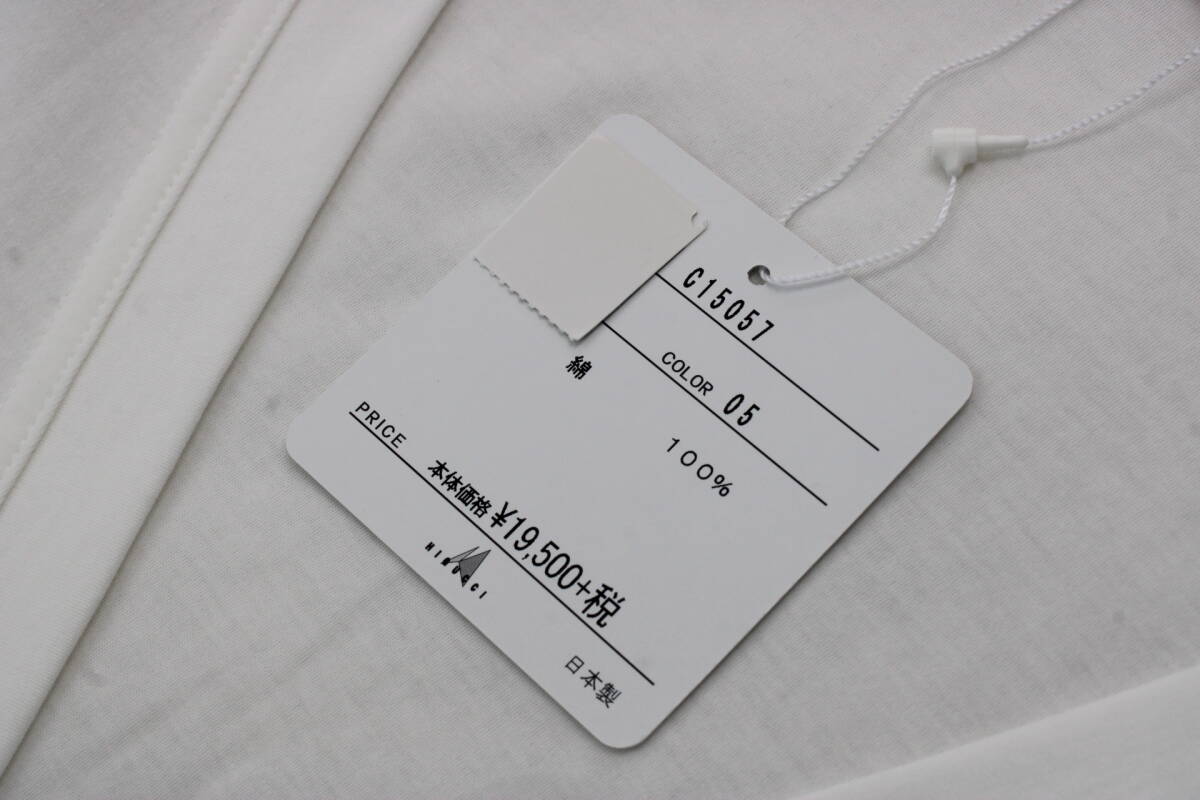 C15057
COLOR 05
綿 100%
PRICE 本体価格 ¥19,500+税
HIROCCI
日本製